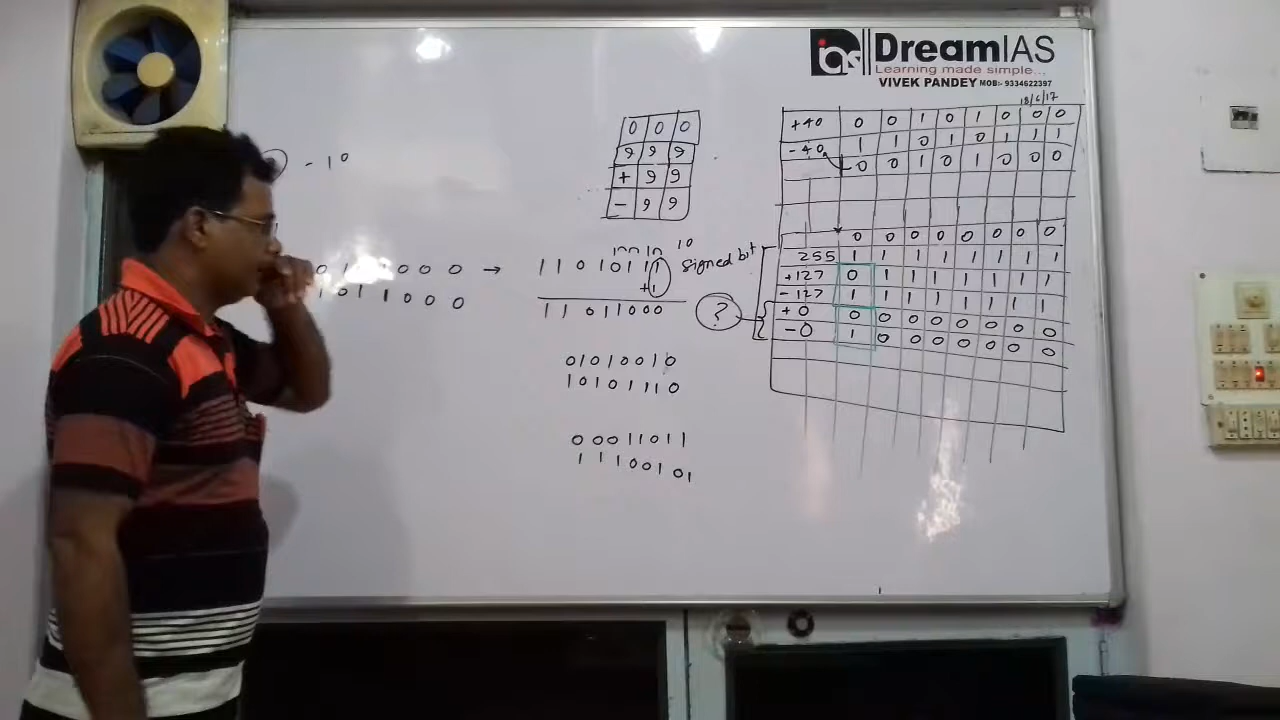 ias DreamIAS
Learning made simple...
VIVEK PANDEY MOB:- 9334622397
18/6/17
- 10
0 0 0
9 9 9
+ 9 9
- 9 9
+40 0 0 1 0 1 0 0 0
-40 1 1 0 1 0 1 1 1
0 0 1 0 1 0 0 0
0 0 0 0 0 0 0 0
255 1 1 1 1 1 1 1 1
+127 0 1 1 1 1 1 1 1
-127 1 1 1 1 1 1 1 1
+0 0 0 0 0 0 0 0 0
-0 1 0 0 0 0 0 0 0
10
signed bit
?
0 0 0 →
1 0 1 1 0 0 0
1 1 0 1 0 1 1 1
+1
1 1 0 1 1 0 0 0
0 1 0 1 0 0 1 0
1 0 1 0 1 1 1 0
0 0 0 1 1 0 1 1
1 1 1 0 0 1 0 1